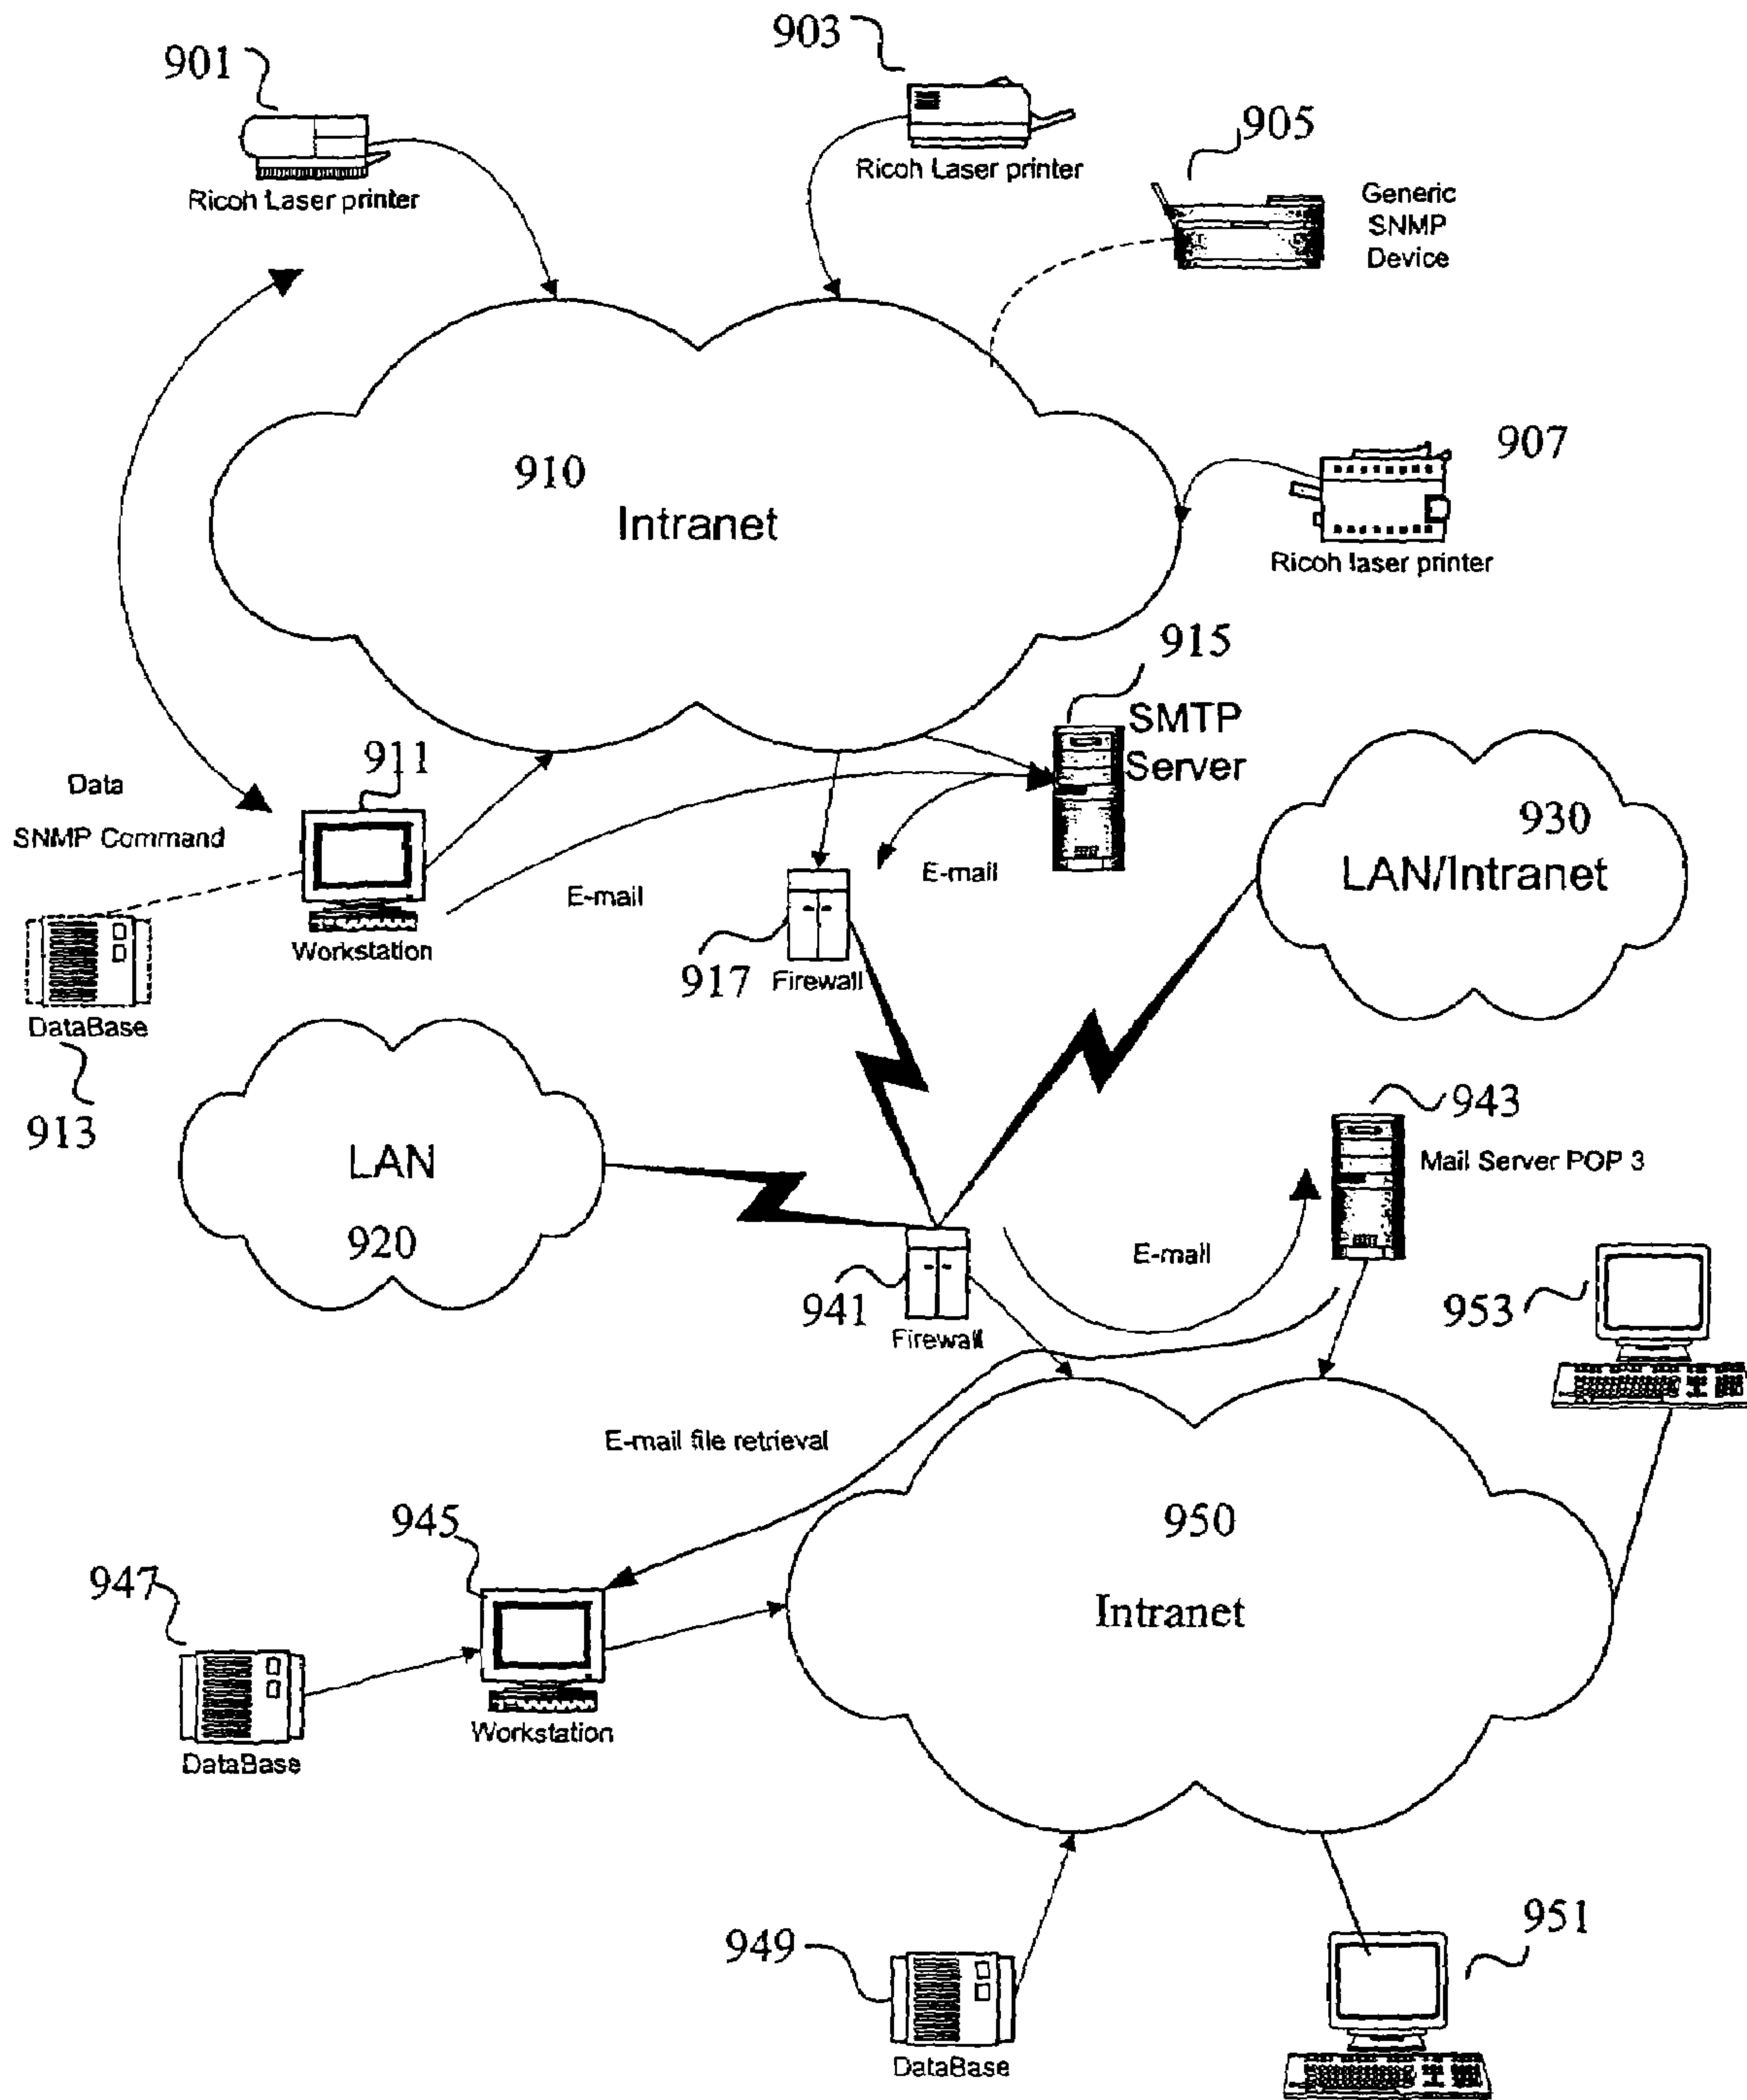 901
903
Ricoh Laser printer
Ricoh Laser printer
905
Generic
SNMP
Device
910
Intranet
907
Ricoh laser printer
915
SMTP
Server
911
Data
SNMP Command
Workstation
E-mail
E-mail
930
LAN/Intranet
917
Firewall
DataBase
913
LAN
920
943
Mail Server POP 3
E-mail
941
Firewall
953
E-mail file retrieval
950
Intranet
945
Workstation
947
DataBase
949
DataBase
951